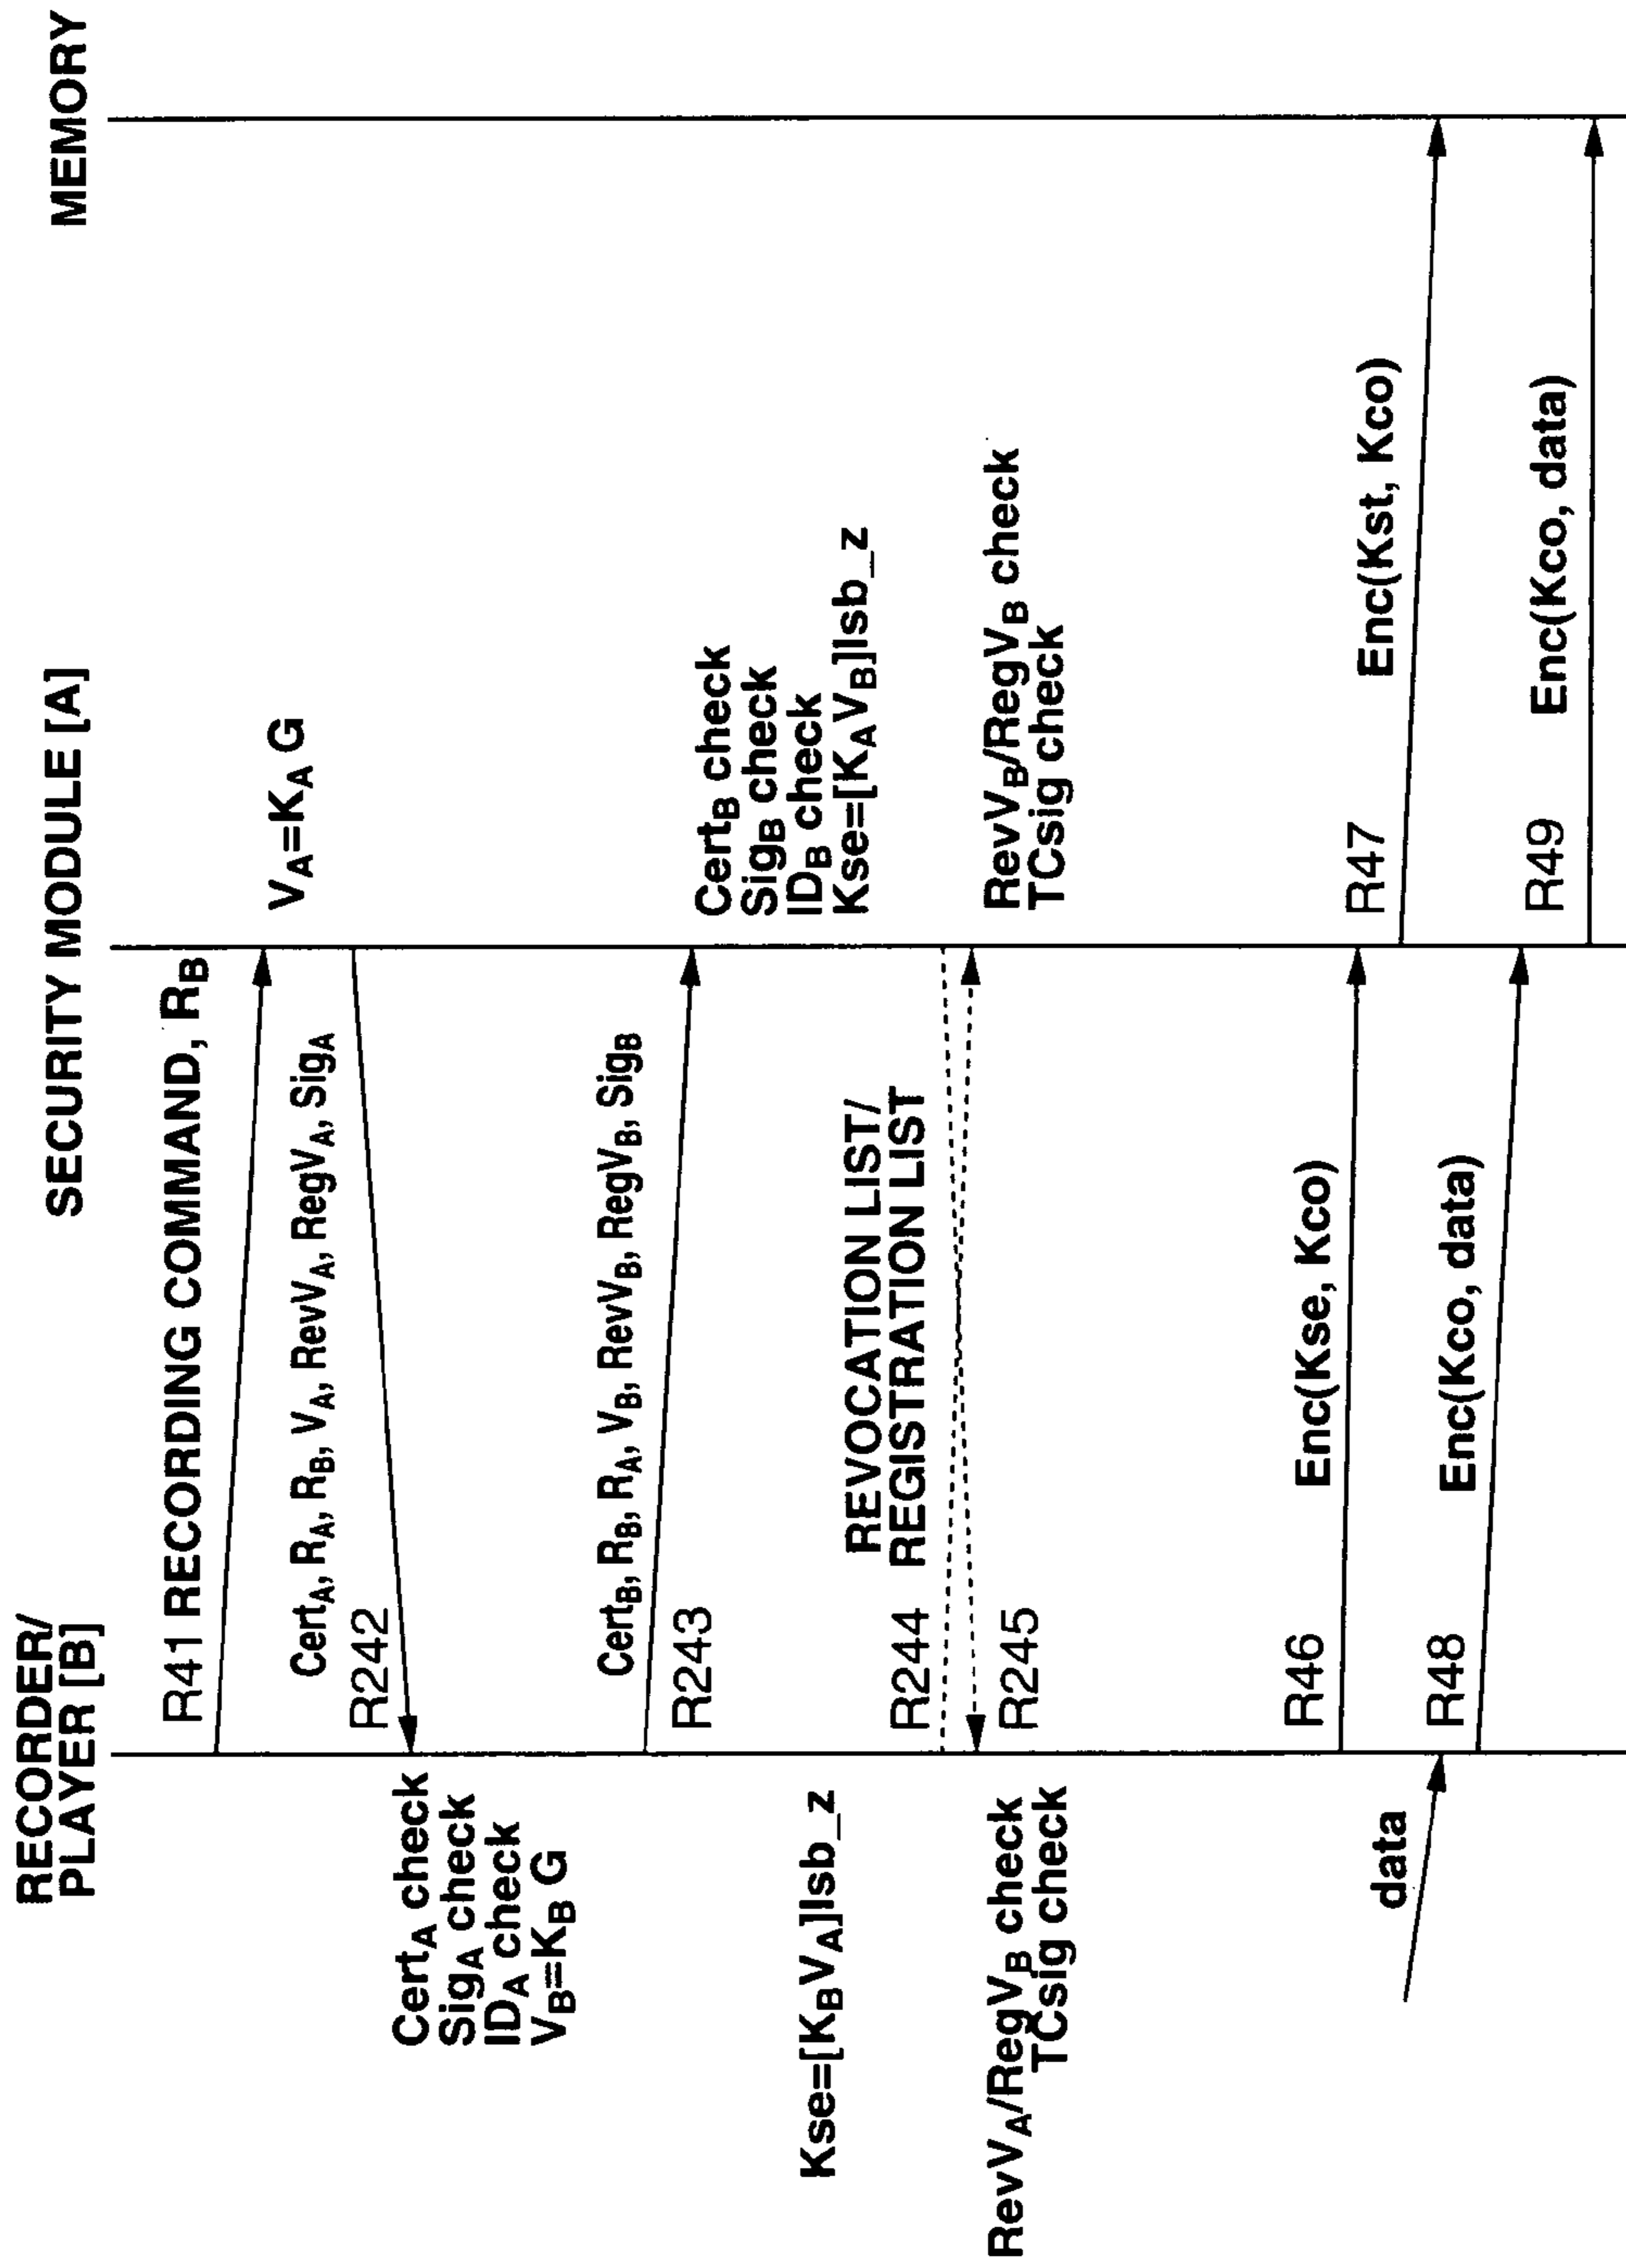 RECORDER/
PLAYER [B]
SECURITY MODULE [A]
MEMORY
R41 RECORDING COMMAND, R_B
V_A=K_A G
Cert_A, R_A, R_B, V_A, RevV_A, RegV_A, Sig_A
R242
Cert_A check
Sig_A check
ID_A check
V_B=K_B G
Cert_B, R_B, R_A, V_B, RevV_B, RegV_B, Sig_B
R243
Cert_B check
Sig_B check
ID_B check
Kse=[K_A V_B]lsb_z
Kse=[K_B V_A]lsb_z
REVOCATION LIST/
REGISTRATION LIST
R244
R245
RevV_A/RegV_B check
TCsig check
RevV_B/RegV_B check
TCsig check
R46
Enc(Kse, Kco)
R47
Enc(Kst, Kco)
data
R48
Enc(Kco, data)
R49
Enc(Kco, data)